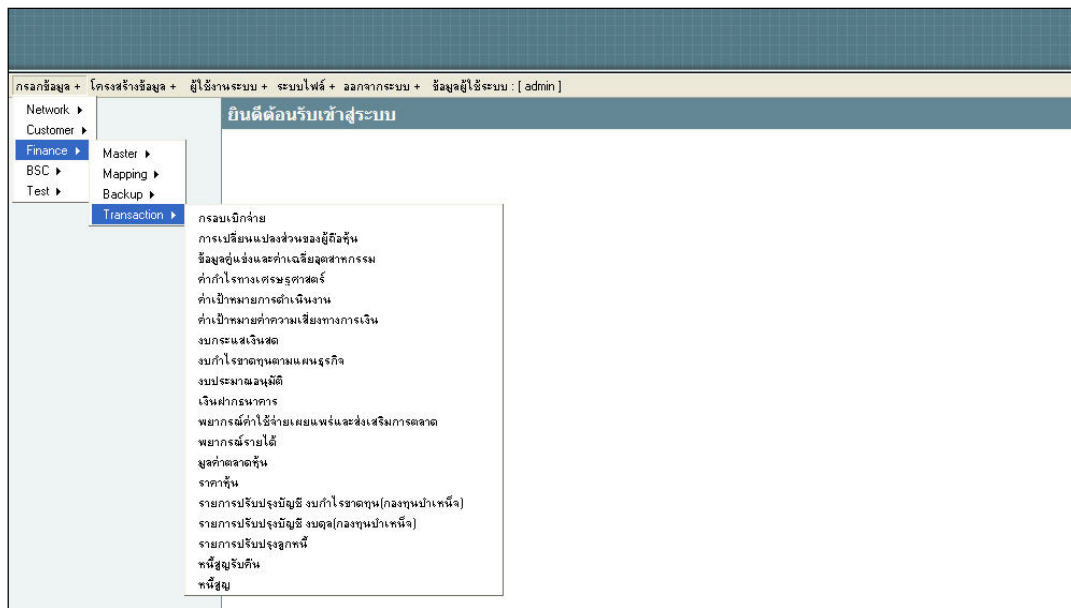 กรอกข้อมูล + โครงสร้างข้อมูล + ผู้ใช้งานระบบ + ระบบไฟล์ + ออกจากระบบ + ข้อมูลผู้ใช้ระบบ : [ admin ]
ยินดีต้อนรับเข้าสู่ระบบ
Network
Customer
Finance
BSC
Test
Master
Mapping
Backup
Transaction
กรอบเบิกจ่าย
การเปลี่ยนแปลงส่วนของผู้ถือหุ้น
ข้อมูลคู่แข่งและค่าเฉลี่ยอุตสาหกรรม
ค่ากำไรทางเศรษฐศาสตร์
ค่าเป้าหมายการดำเนินงาน
ค่าเป้าหมายค่าความเสี่ยงทางการเงิน
งบกระแสเงินสด
งบกำไรขาดทุนตามแผนธุรกิจ
งบประมาณอนุมัติ
เงินฝากธนาคาร
พยากรณ์ค่าใช้จ่ายเผยแพร่และส่งเสริมการตลาด
พยากรณ์รายได้
มูลค่าตลาดหุ้น
ราคาหุ้น
รายการปรับปรุงบัญชี งบกำไรขาดทุน(กองทุนบำเหน็จ)
รายการปรับปรุงบัญชี งบดุล(กองทุนบำเหน็จ)
รายการปรับปรุงลูกหนี้
หนี้สูญรับคืน
หนี้สูญ